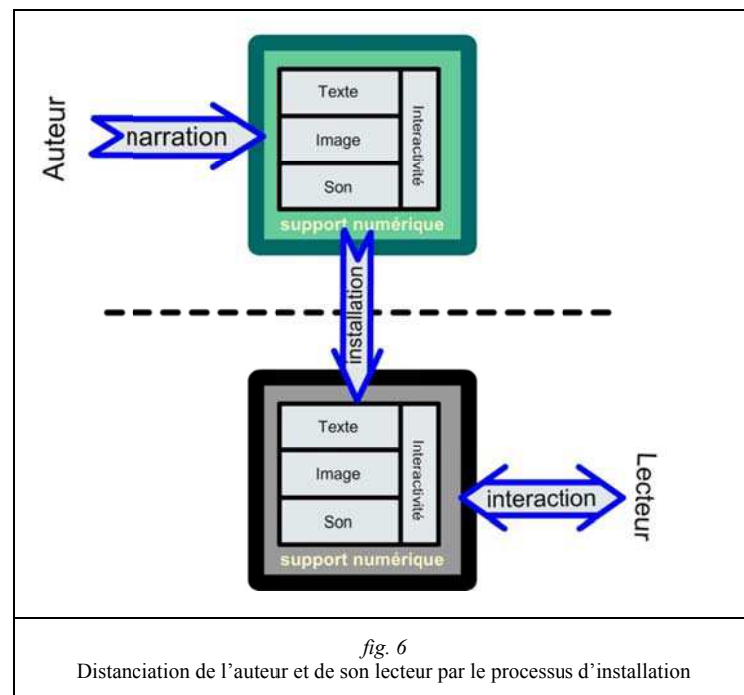 Auteur
narration
Texte
Image
Son
Interactivité
support numérique
installation
Texte
Image
Son
Interactivité
support numérique
interaction
Lecteur
fig. 6
Distanciation de l’auteur et de son lecteur par le processus d’installation